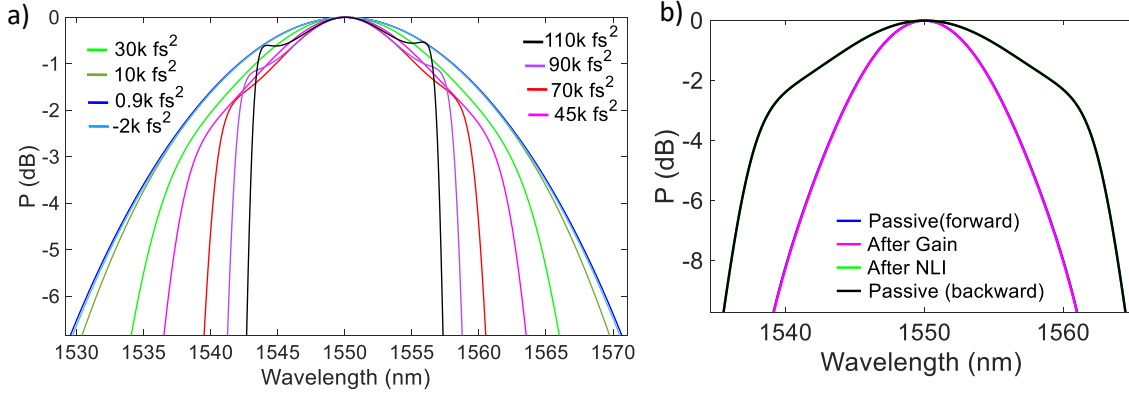 a)
30k fs²
10k fs²
0.9k fs²
-2k fs²
110k fs²
90k fs²
70k fs²
45k fs²
0
-1
-2
-3
-4
-5
-6
P (dB)
1530 1535 1540 1545 1550 1555 1560 1565 1570
Wavelength (nm)
b)
0
-2
-4
-6
-8
P (dB)
Passive(forward)
After Gain
After NLI
Passive (backward)
1540 1550 1560
Wavelength (nm)